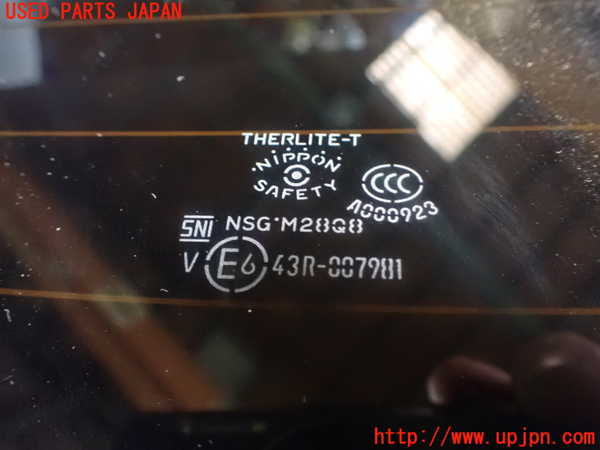 USED PARTS JAPAN
THERLITE-T
NIPPON
SAFETY
CCC
A000923
SNI NSG M28Q8
V E6 43R-007981
http://www.upjpn.com/